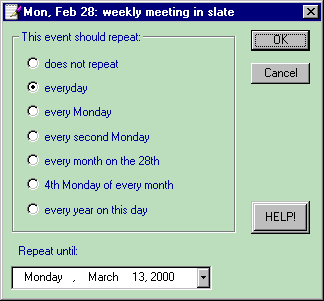 Mon, Feb 28: weekly meeting in slate
This event should repeat:
does not repeat
everyday
every Monday
every second Monday
every month on the 28th
4th Monday of every month
every year on this day
OK
Cancel
HELP!
Repeat until:
Monday , March 13, 2000